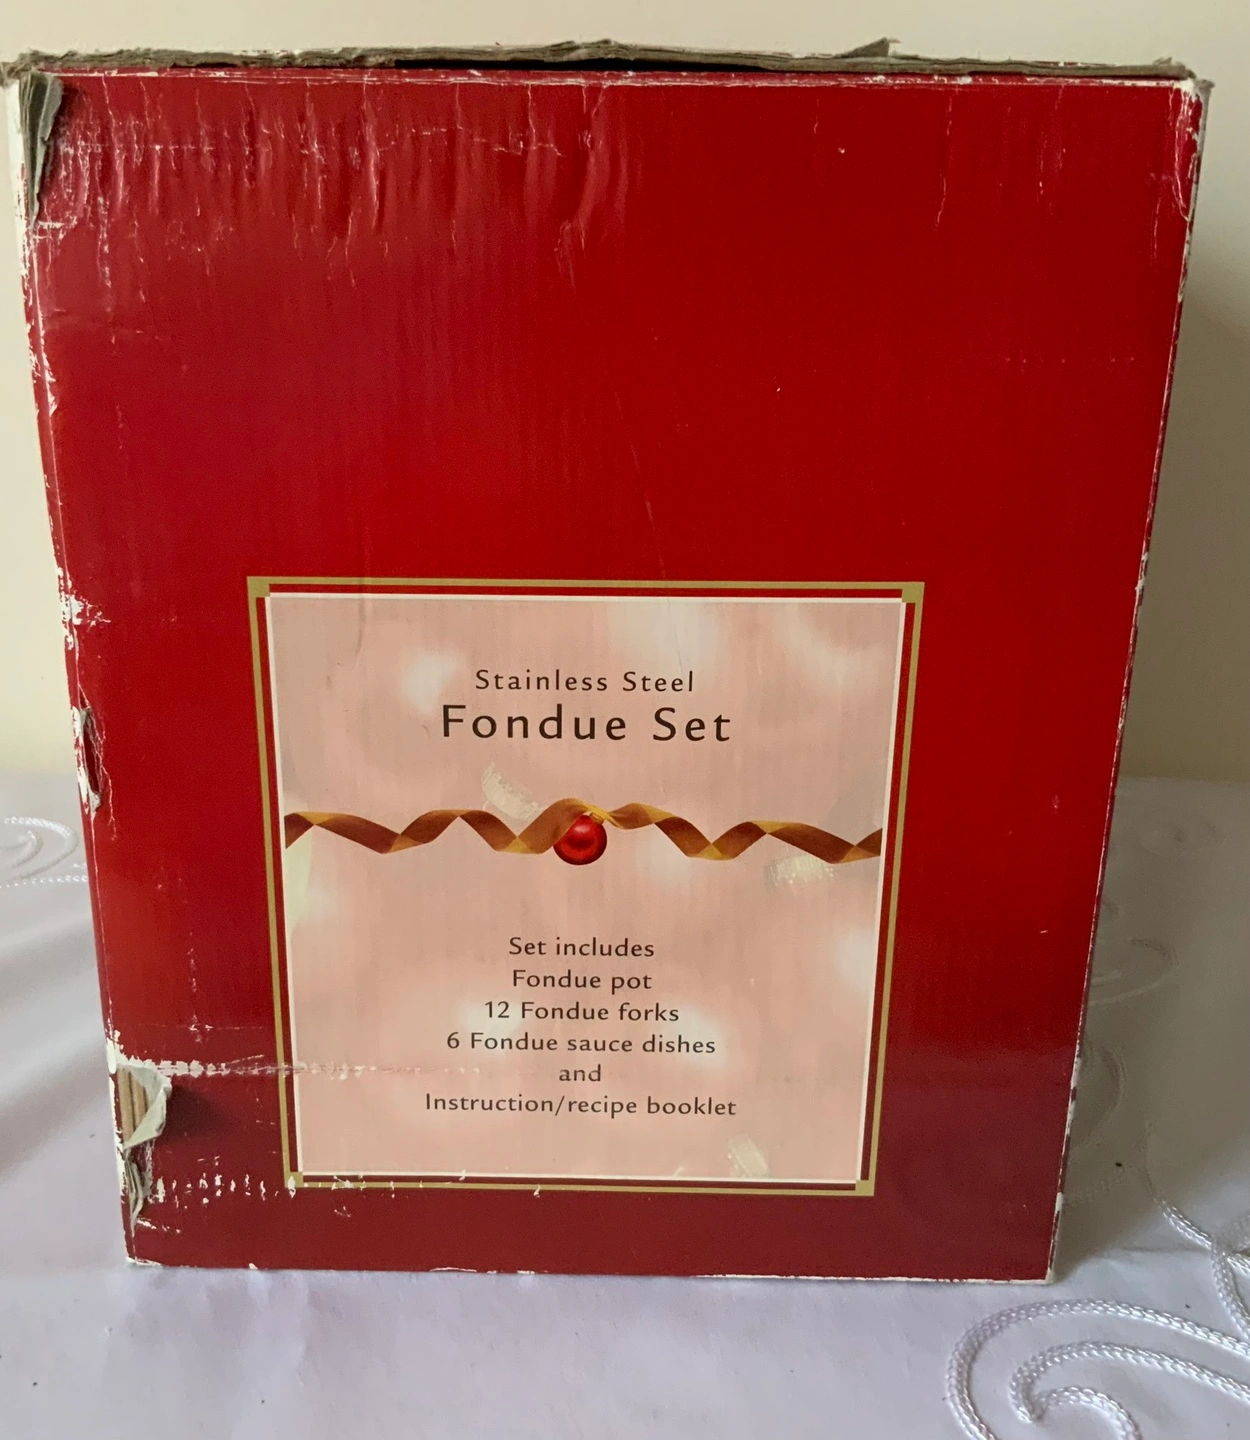 Stainless Steel
Fondue Set
Set includes
Fondue pot
12 Fondue forks
6 Fondue sauce dishes
and
Instruction/recipe booklet